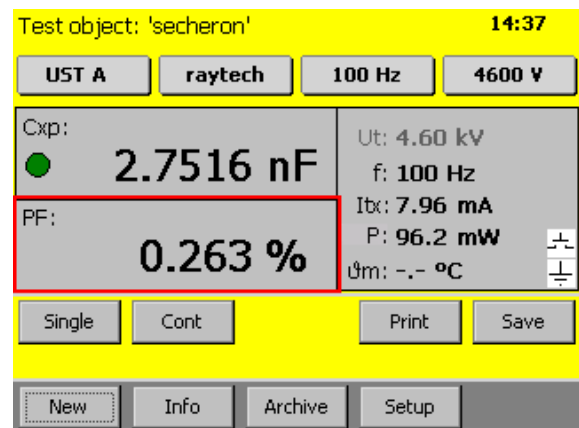 Test object: 'secheron' 14:37
UST A raytech 100 Hz 4600 V
Cxp:
2.7516 nF
PF:
0.263 %
Ut: 4.60 kV
f: 100 Hz
Itx: 7.96 mA
P: 96.2 mW
ϑm: -.- ºC
Single Cont Print Save
New Info Archive Setup